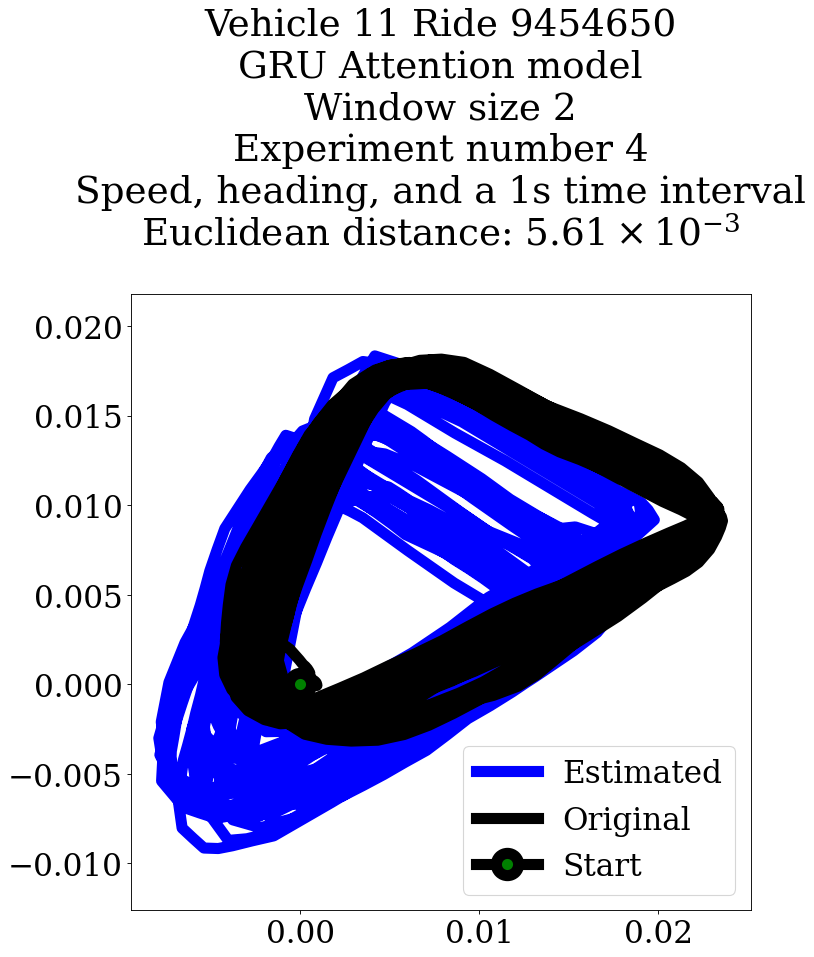 Vehicle 11 Ride 9454650
GRU Attention model
Window size 2
Experiment number 4
Speed, heading, and a 1s time interval
Euclidean distance: 5.61 × 10⁻³
0.020
0.015
0.010
0.005
0.000
−0.005
−0.010
Estimated
Original
Start
0.00 0.01 0.02